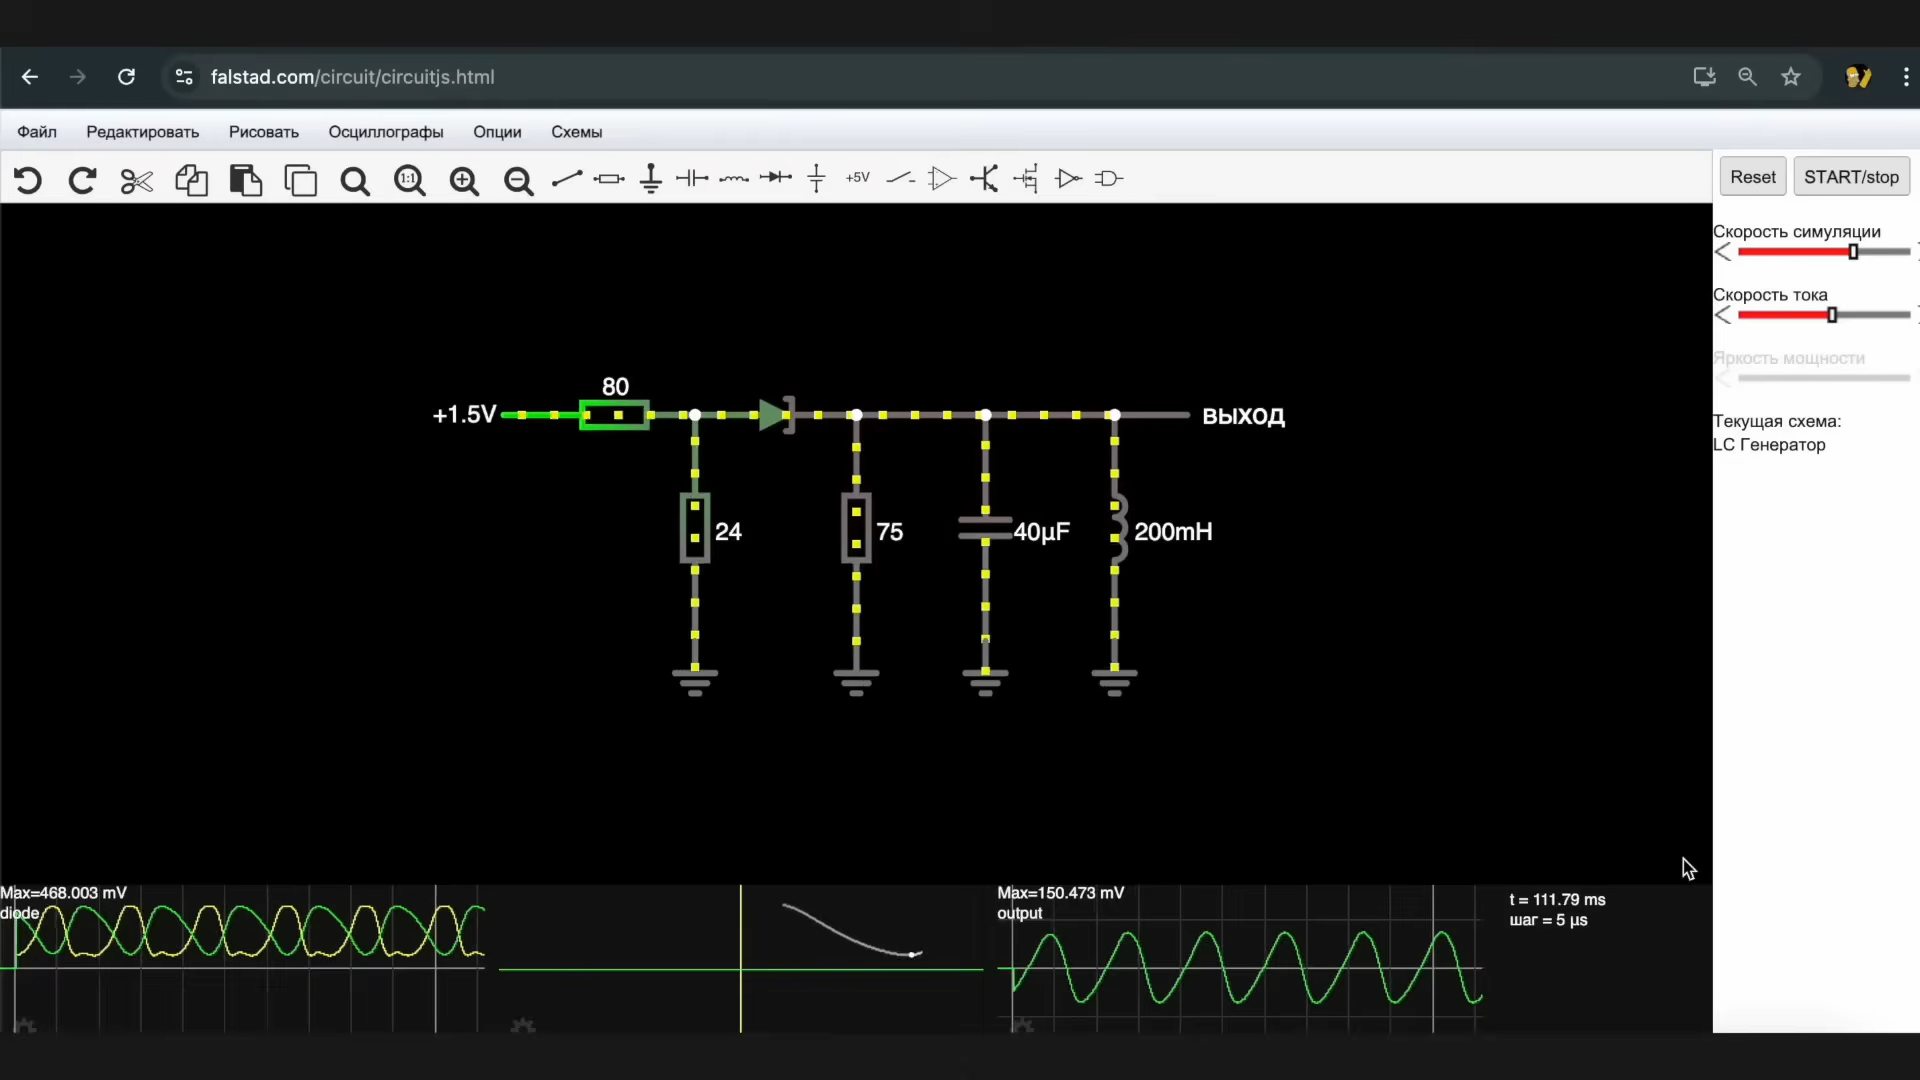 falstad.com/circuit/circuitjs.html
Файл Редактировать Рисовать Осциллографы Опции Схемы
1:1 +5V
Reset START/stop
Скорость симуляции
Скорость тока
Яркость мощности
Текущая схема:
LC Генератор
80
+1.5V
ВЫХОД
24
75
40µF
200mH
Max=468.003 mV
diode
Max=150.473 mV
output
t = 111.79 ms
шаг = 5 µs